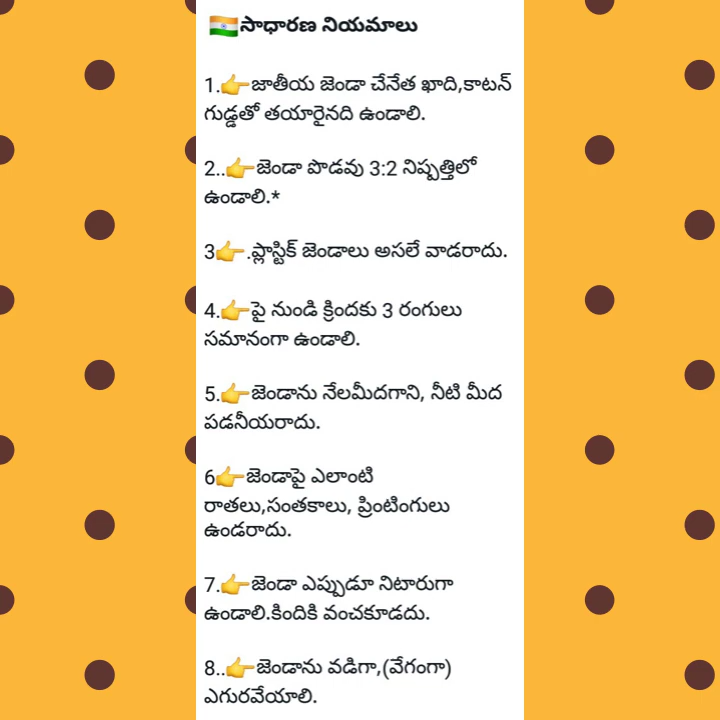 🇮🇳సాధారణ నియమాలు
1.👉జాతీయ జెండా చేనేత ఖాది,కాటన్
గుడ్డతో తయారైనది ఉండాలి.
2..👉జెండా పొడవు 3:2 నిష్పత్తిలో
ఉండాలి.*
3👉.ప్లాస్టిక్ జెండాలు అసలే వాడరాదు.
4.👉పై నుండి క్రిందకు 3 రంగులు
సమానంగా ఉండాలి.
5.👉జెండాను నేలమీదగాని, నీటి మీద
పడనీయరాదు.
6👉జెండాపై ఎలాంటి
రాతలు,సంతకాలు, ప్రింటింగులు
ఉండరాదు.
7.👉జెండా ఎప్పుడూ నిటారుగా
ఉండాలి.కిందికి వంచకూడదు.
8..👉జెండాను వడిగా,(వేగంగా)
ఎగురవేయాలి.